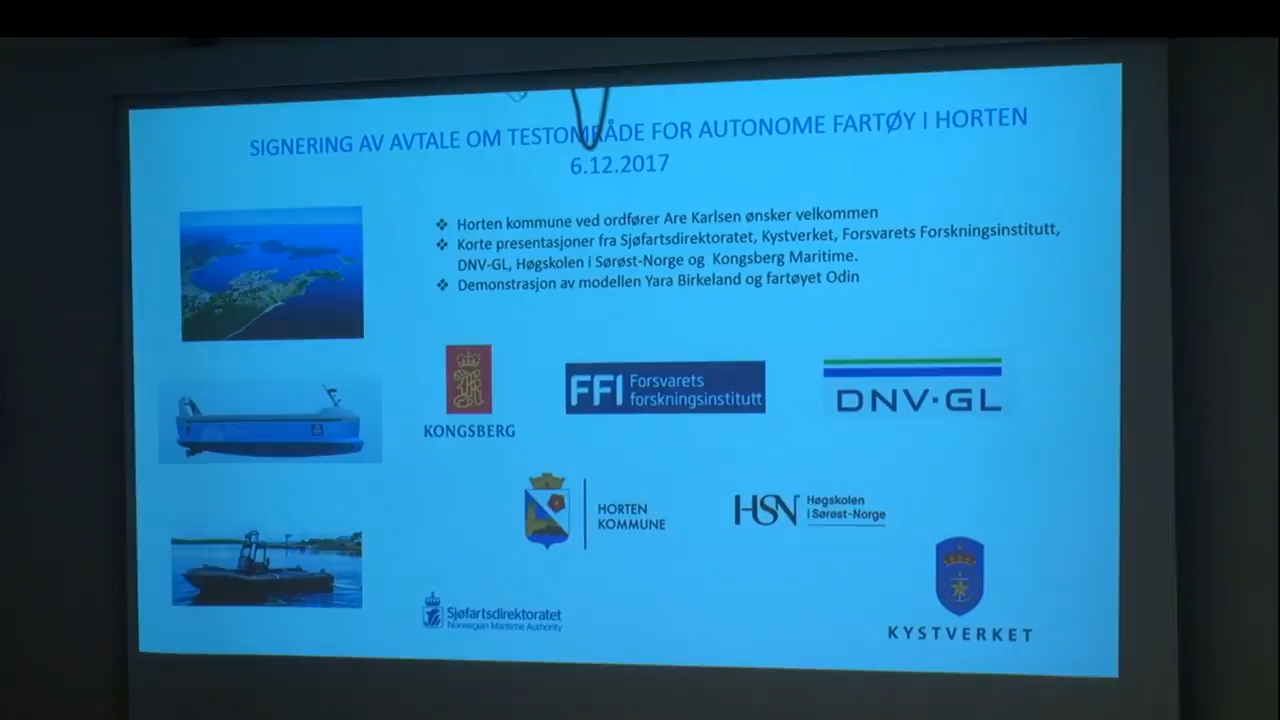 SIGNERING AV AVTALE OM TESTOMRÅDE FOR AUTONOME FARTØY I HORTEN
6.12.2017
❖ Horten kommune ved ordfører Are Karlsen ønsker velkommen
❖ Korte presentasjoner fra Sjøfartsdirektoratet, Kystverket, Forsvarets Forskningsinstitutt,
DNV-GL, Høgskolen i Sørøst-Norge og Kongsberg Maritime.
❖ Demonstrasjon av modellen Yara Birkeland og fartøyet Odin
KONGSBERG
FFI Forsvarets
forskningsinstitutt
DNV·GL
HORTEN
KOMMUNE
HSN Høgskolen
i Sørøst-Norge
Sjøfartsdirektoratet
Norwegian Maritime Authority
KYSTVERKET